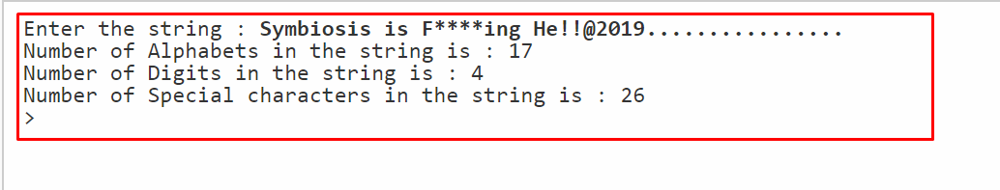 Enter the string : Symbiosis is F****ing He!!@2019................
Number of Alphabets in the string is : 17
Number of Digits in the string is : 4
Number of Special characters in the string is : 26
>